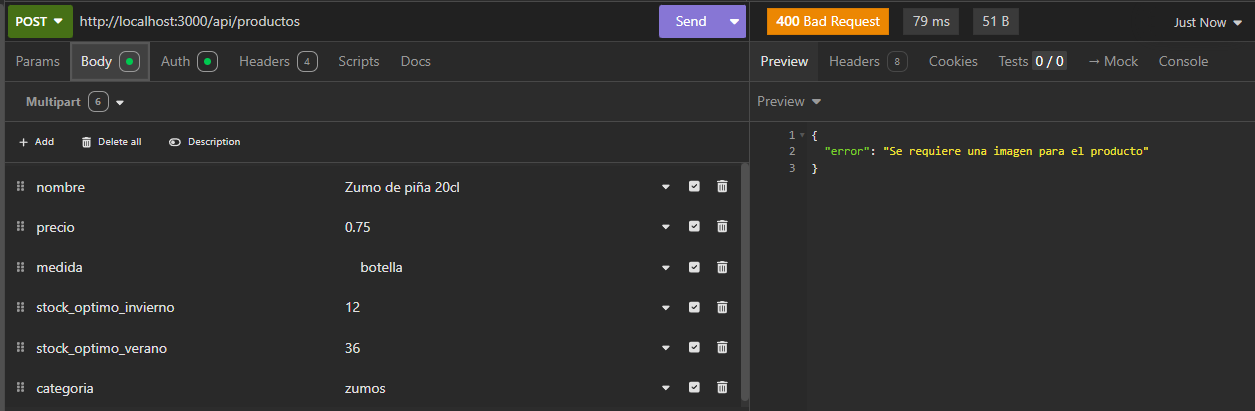 POST http://localhost:3000/api/productos Send
400 Bad Request 79 ms 51 B Just Now
Params Body Auth Headers 4 Scripts Docs
Preview Headers 8 Cookies Tests 0 / 0 → Mock Console
Multipart 6
Preview
+ Add Delete all Description
nombre Zumo de piña 20cl
precio 0.75
medida botella
stock_optimo_invierno 12
stock_optimo_verano 36
categoria zumos
1 {
2 "error": "Se requiere una imagen para el producto"
3 }